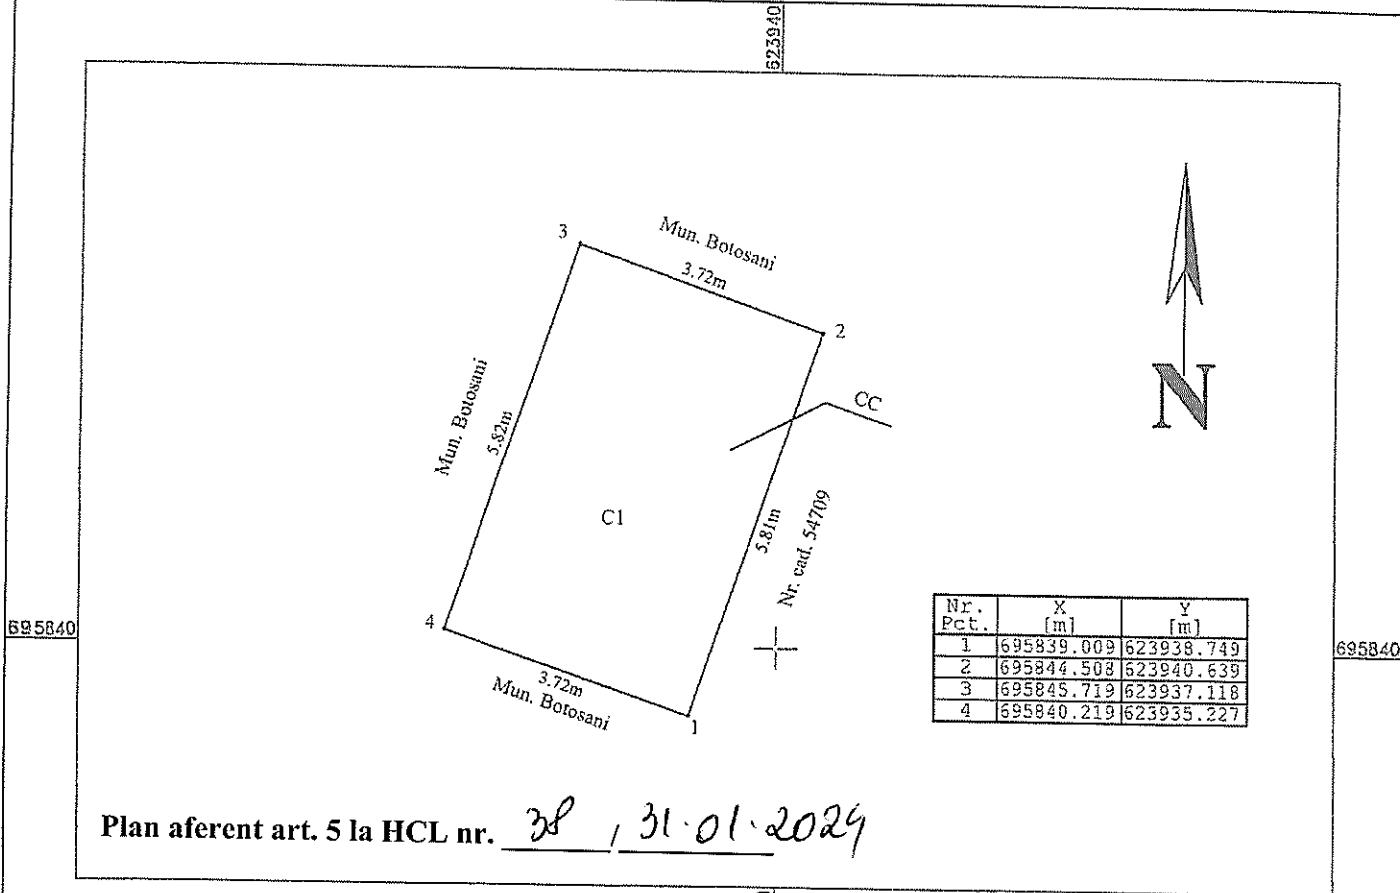 623940
3
Mun. Botosani
3.72m
2
Mun. Botosani
5.82m
CC
C1
5.81m
Nr. cad. 54709
N
4
3.72m
Mun. Botosani
1
695840
695840
Nr. Pct. X [m] Y [m]
1 695839.009 623938.749
2 695844.508 623940.639
3 695845.719 623937.118
4 695840.219 623935.227
Plan aferent art. 5 la HCL nr. 38 , 31.01.2024